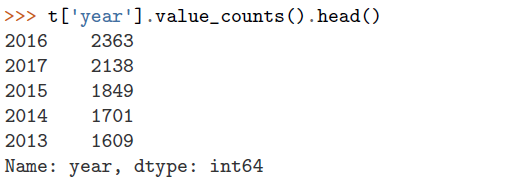 >>> t['year'].value_counts().head()
2016    2363
2017    2138
2015    1849
2014    1701
2013    1609
Name: year, dtype: int64